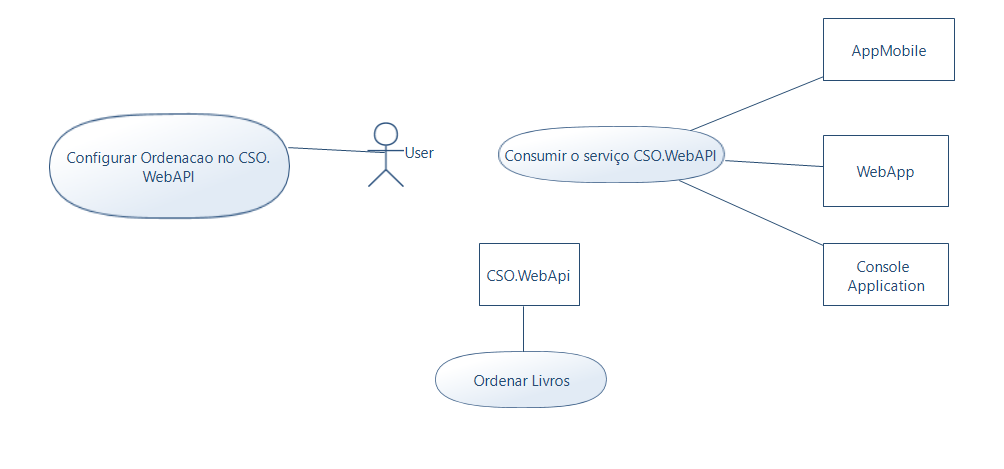 Configurar Ordenacao no CSO.
WebAPI
User
Consumir o serviço CSO.WebAPI
AppMobile
WebApp
Console
Application
CSO.WebApi
Ordenar Livros